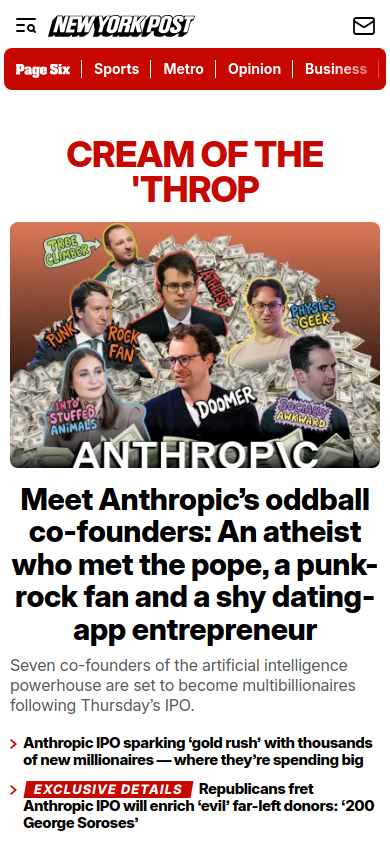 NEW YORK POST
Page Six
Sports
Metro
Opinion
Business
CREAM OF THE
'THROP
TREE
CLIMBER
ATHEIST
PHYSICS
GEEK
PUNK
ROCK
FAN
DOOMER
INTO
STUFFED
ANiMALS
SOCIALLY
AWKWARD
ANTHROP\C
Meet Anthropic’s oddball
co-founders: An atheist
who met the pope, a punk-
rock fan and a shy dating-
app entrepreneur
Seven co-founders of the artificial intelligence
powerhouse are set to become multibillionaires
following Thursday’s IPO.
Anthropic IPO sparking ‘gold rush’ with thousands
of new millionaires — where they’re spending big
EXCLUSIVE DETAILS Republicans fret
Anthropic IPO will enrich ‘evil’ far-left donors: ‘200
George Soroses’